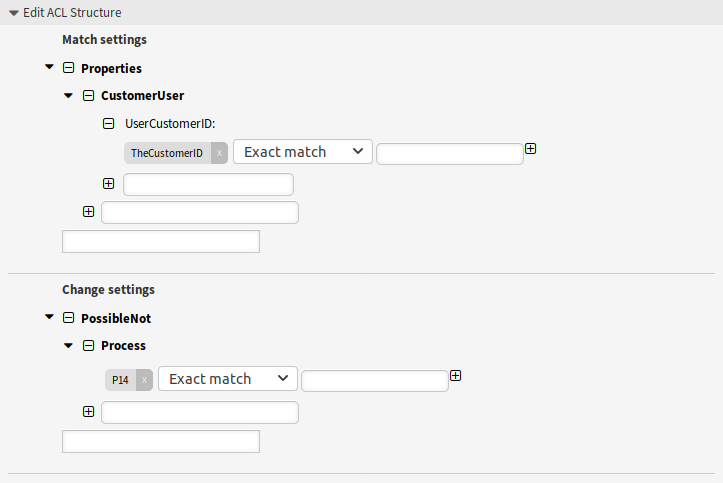 Edit ACL Structure
Match settings
Properties
CustomerUser
UserCustomerID:
TheCustomerID x Exact match
Change settings
PossibleNot
Process
P14 x Exact match